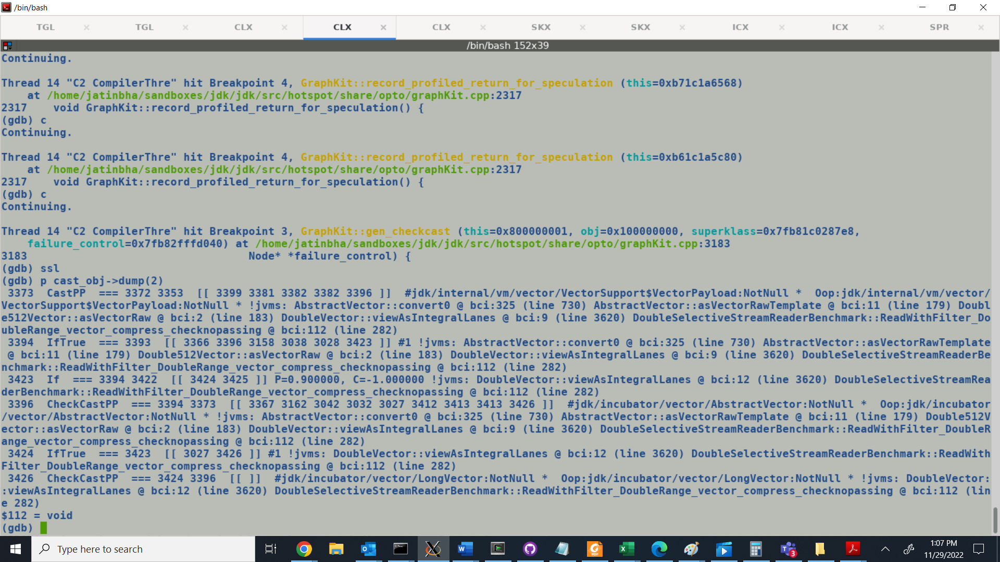 /bin/bash
TGL × TGL × CLX × CLX × CLX × SKX × SKX × ICX × ICX × SPR ×
/bin/bash 152x39
Continuing.
Thread 14 "C2 CompilerThre" hit Breakpoint 4, GraphKit::record_profiled_return_for_speculation (this=0xb71c1a6568)
    at /home/jatinbha/sandboxes/jdk/jdk/src/hotspot/share/opto/graphKit.cpp:2317
2317    void GraphKit::record_profiled_return_for_speculation() {
(gdb) c
Continuing.
Thread 14 "C2 CompilerThre" hit Breakpoint 4, GraphKit::record_profiled_return_for_speculation (this=0xb61c1a5c80)
    at /home/jatinbha/sandboxes/jdk/jdk/src/hotspot/share/opto/graphKit.cpp:2317
2317    void GraphKit::record_profiled_return_for_speculation() {
(gdb) c
Continuing.
Thread 14 "C2 CompilerThre" hit Breakpoint 3, GraphKit::gen_checkcast (this=0x800000001, obj=0x100000000, superklass=0x7fb81c0287e8,
    failure_control=0x7fb82fffd040) at /home/jatinbha/sandboxes/jdk/jdk/src/hotspot/share/opto/graphKit.cpp:3183
3183                                  Node* *failure_control) {
(gdb) ssl
(gdb) p cast_obj->dump(2)
 3373  CastPP  === 3372 3353  [[ 3399 3381 3382 3382 3396 ]]  #jdk/internal/vm/vector/VectorSupport$VectorPayload:NotNull *  Oop:jdk/internal/vm/vector/
VectorSupport$VectorPayload:NotNull * !jvms: AbstractVector::convert0 @ bci:325 (line 730) AbstractVector::asVectorRawTemplate @ bci:11 (line 179) Doubl
e512Vector::asVectorRaw @ bci:2 (line 183) DoubleVector::viewAsIntegralLanes @ bci:9 (line 3620) DoubleSelectiveStreamReaderBenchmark::ReadWithFilter_Do
ubleRange_vector_compress_checknopassing @ bci:112 (line 282)
 3394  IfTrue  === 3393  [[ 3366 3396 3158 3038 3028 3423 ]] #1 !jvms: AbstractVector::convert0 @ bci:325 (line 730) AbstractVector::asVectorRawTemplate
 @ bci:11 (line 179) Double512Vector::asVectorRaw @ bci:2 (line 183) DoubleVector::viewAsIntegralLanes @ bci:9 (line 3620) DoubleSelectiveStreamReaderBe
nchmark::ReadWithFilter_DoubleRange_vector_compress_checknopassing @ bci:112 (line 282)
 3423  If  === 3394 3422  [[ 3424 3425 ]] P=0.900000, C=-1.000000 !jvms: DoubleVector::viewAsIntegralLanes @ bci:12 (line 3620) DoubleSelectiveStreamRea
derBenchmark::ReadWithFilter_DoubleRange_vector_compress_checknopassing @ bci:112 (line 282)
 3396  CheckCastPP  === 3394 3373  [[ 3367 3162 3042 3032 3027 3412 3413 3413 3426 ]]  #jdk/incubator/vector/AbstractVector:NotNull *  Oop:jdk/incubator
/vector/AbstractVector:NotNull * !jvms: AbstractVector::convert0 @ bci:325 (line 730) AbstractVector::asVectorRawTemplate @ bci:11 (line 179) Double512V
ector::asVectorRaw @ bci:2 (line 183) DoubleVector::viewAsIntegralLanes @ bci:9 (line 3620) DoubleSelectiveStreamReaderBenchmark::ReadWithFilter_DoubleR
ange_vector_compress_checknopassing @ bci:112 (line 282)
 3424  IfTrue  === 3423  [[ 3027 3426 ]] #1 !jvms: DoubleVector::viewAsIntegralLanes @ bci:12 (line 3620) DoubleSelectiveStreamReaderBenchmark::ReadWith
Filter_DoubleRange_vector_compress_checknopassing @ bci:112 (line 282)
 3426  CheckCastPP  === 3424 3396  [[ ]]  #jdk/incubator/vector/LongVector:NotNull *  Oop:jdk/incubator/vector/LongVector:NotNull * !jvms: DoubleVector:
:viewAsIntegralLanes @ bci:12 (line 3620) DoubleSelectiveStreamReaderBenchmark::ReadWithFilter_DoubleRange_vector_compress_checknopassing @ bci:112 (lin
e 282)
$112 = void
(gdb)
Type here to search
3
1:07 PM
11/29/2022